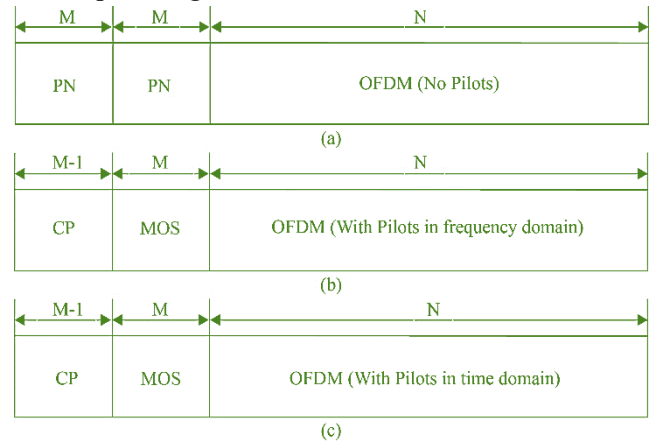 M M N
PN PN OFDM (No Pilots)
(a)
M-1 M N
CP MOS OFDM (With Pilots in frequency domain)
(b)
M-1 M N
CP MOS OFDM (With Pilots in time domain)
(c)